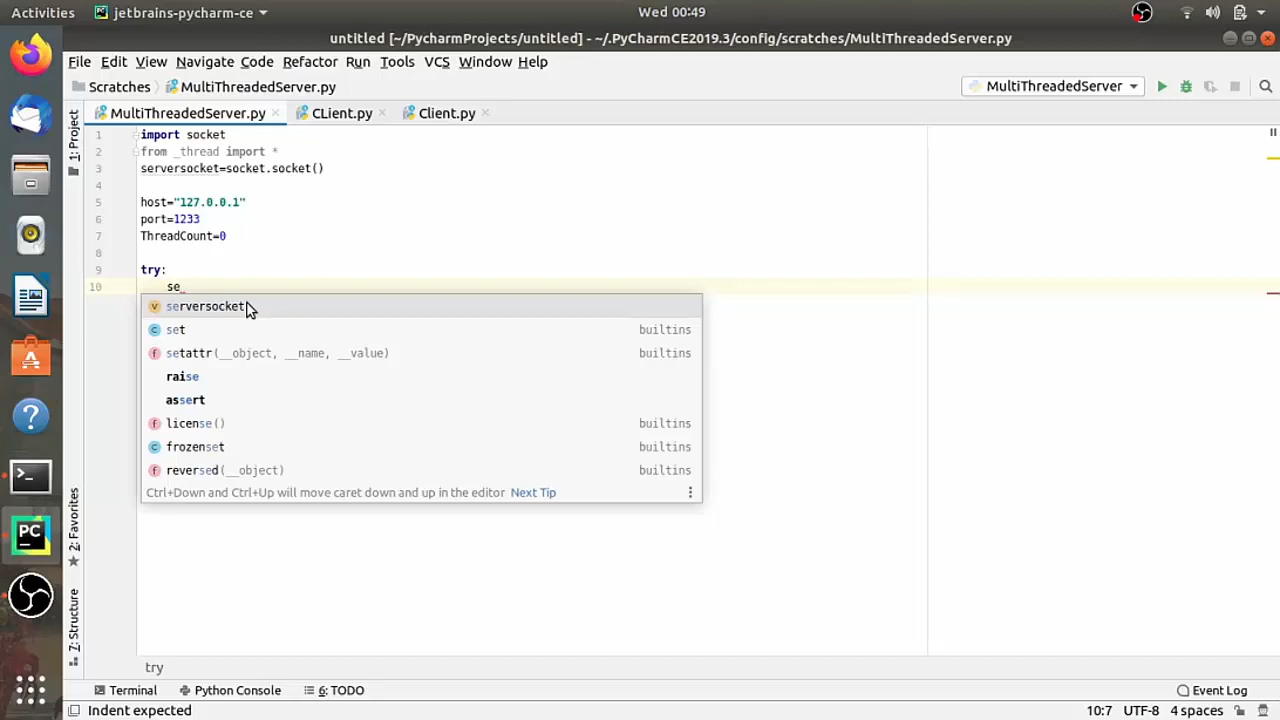 Activities
jetbrains-pycharm-ce
Wed 00:49
untitled [~/PycharmProjects/untitled] - ~/.PyCharmCE2019.3/config/scratches/MultiThreadedServer.py
File Edit View Navigate Code Refactor Run Tools VCS Window Help
Scratches MultiThreadedServer.py
MultiThreadedServer
MultiThreadedServer.py CLient.py Client.py
1: Project
1 import socket
2 from _thread import *
3 serversocket=socket.socket()
4
5 host="127.0.0.1"
6 port=1233
7 ThreadCount=0
8
9 try:
10 se
serversocket
set builtins
setattr(__object, __name, __value) builtins
raise
assert
license() builtins
frozenset builtins
reversed(__object) builtins
Ctrl+Down and Ctrl+Up will move caret down and up in the editor Next Tip
2: Favorites
7: Structure
PC
try
Terminal Python Console 6: TODO Event Log
Indent expected 10:7 UTF-8 4 spaces